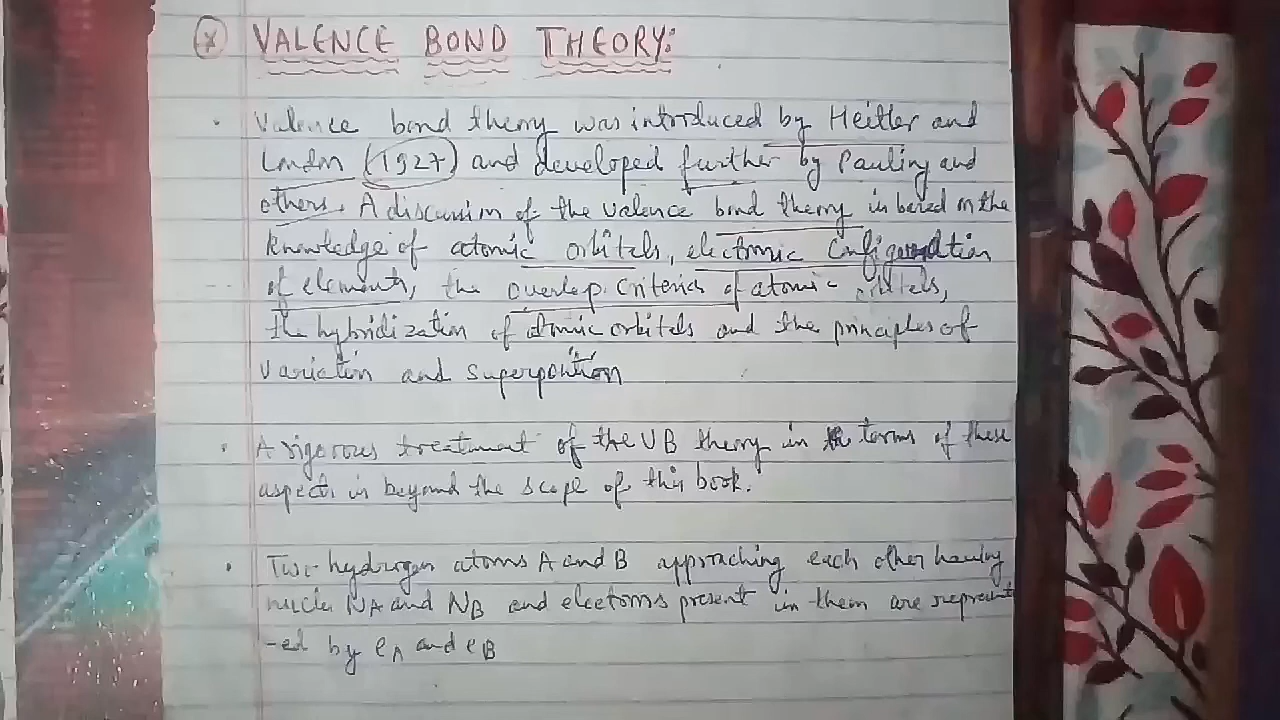 VALENCE BOND THEORY:
Valence bond theory was introduced by Heitler and
London (1927) and developed further by Pauling and
others. A discussion of the valence bond theory is based on the
knowledge of atomic orbitals, electronic configuration
of elements, the overlap criteria of atomic orbitals,
the hybridization of atomic orbitals and the principles of
variation and superposition
A rigorous treatment of the VB theory in terms of these
aspects is beyond the scope of this book.
Two hydrogen atoms A and B approaching each other having
nuclei NA and NB and electrons present in them are represent
-ed by eA and eB